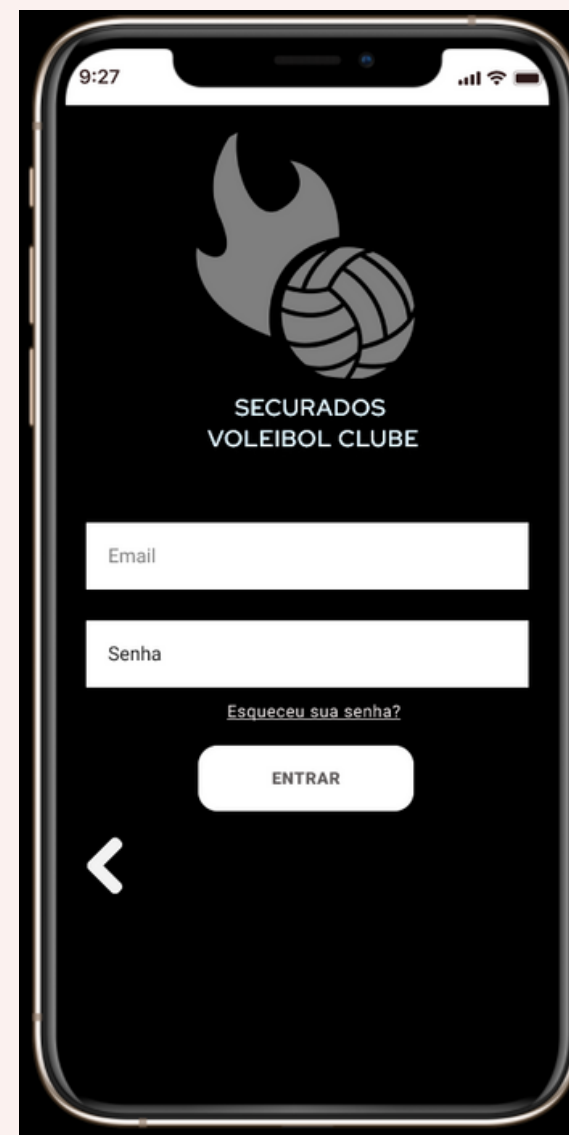 9:27
SECURADOS
VOLEIBOL CLUBE
Email
Senha
Esqueceu sua senha?
ENTRAR